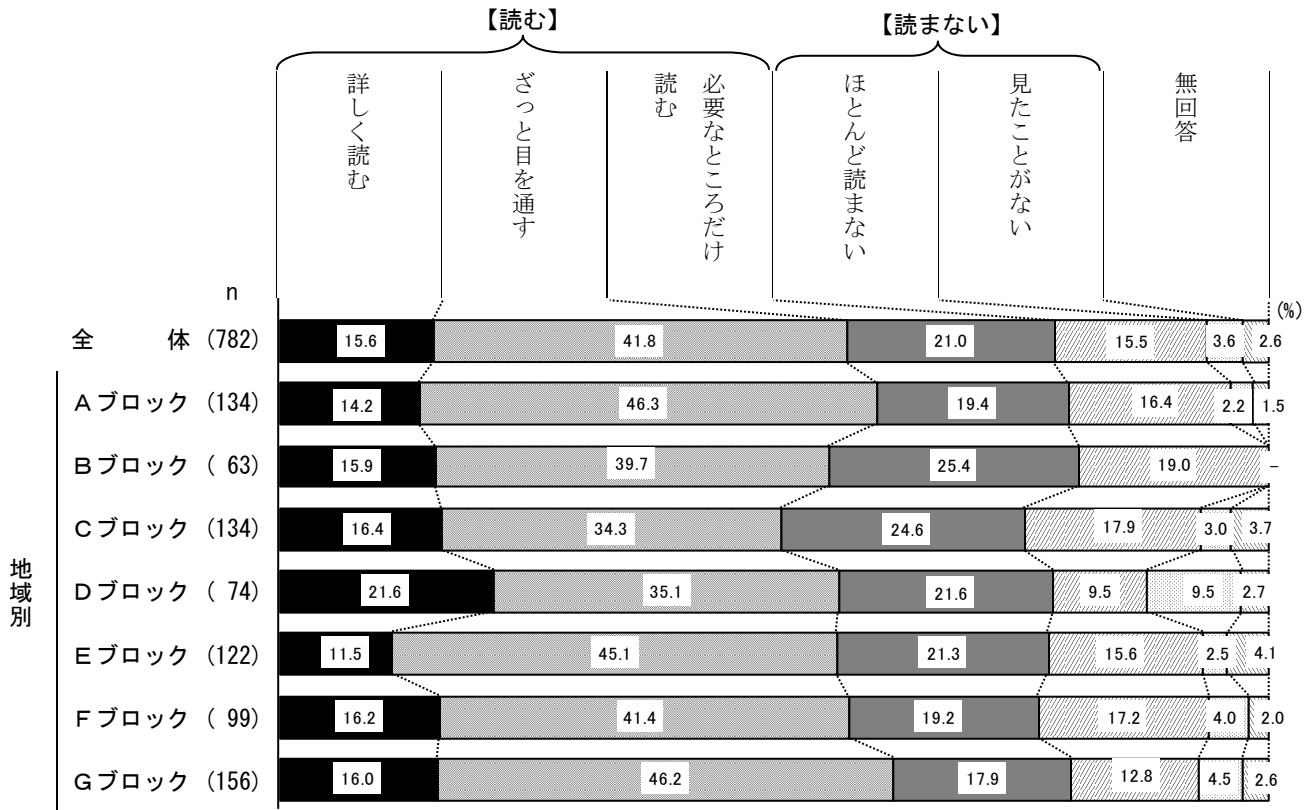 【読む】 【読まない】
詳しく読む
ざっと目を通す
必要なところだけ
読む
ほとんど読まない
見たことがない
無回答
n
(%)
全 体 (782) 15.6 41.8 21.0 15.5 3.6 2.6
地域別
Ａブロック (134) 14.2 46.3 19.4 16.4 2.2 1.5
Ｂブロック ( 63) 15.9 39.7 25.4 19.0 -
Ｃブロック (134) 16.4 34.3 24.6 17.9 3.0 3.7
Ｄブロック ( 74) 21.6 35.1 21.6 9.5 9.5 2.7
Ｅブロック (122) 11.5 45.1 21.3 15.6 2.5 4.1
Ｆブロック ( 99) 16.2 41.4 19.2 17.2 4.0 2.0
Ｇブロック (156) 16.0 46.2 17.9 12.8 4.5 2.6